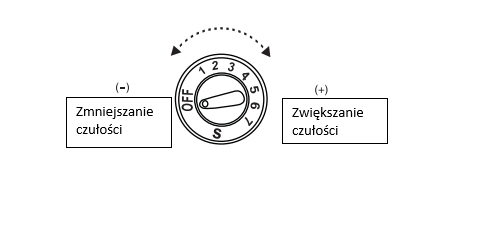 (-)
Zmniejszanie
czułości
OFF 1 2 3 4 5 6 7 S
(+)
Zwiększanie
czułości